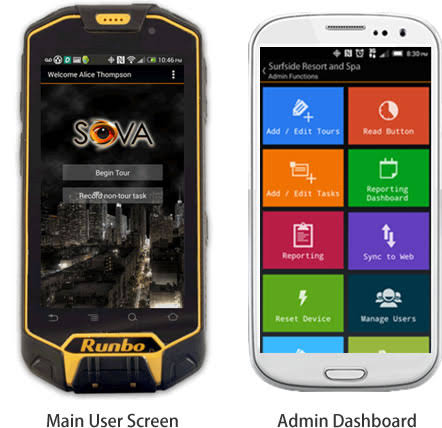 10:46 PM
Welcome Alice Thompson
SOVA
Begin Tour
Record non-tour task
Runbo
Main User Screen
8:30 PM
Surfside Resort and Spa
Admin Functions
Add / Edit Tours
Read Button
Add / Edit Tasks
Reporting
Dashboard
Reporting
Sync to Web
Reset Device
Manage Users
Admin Dashboard